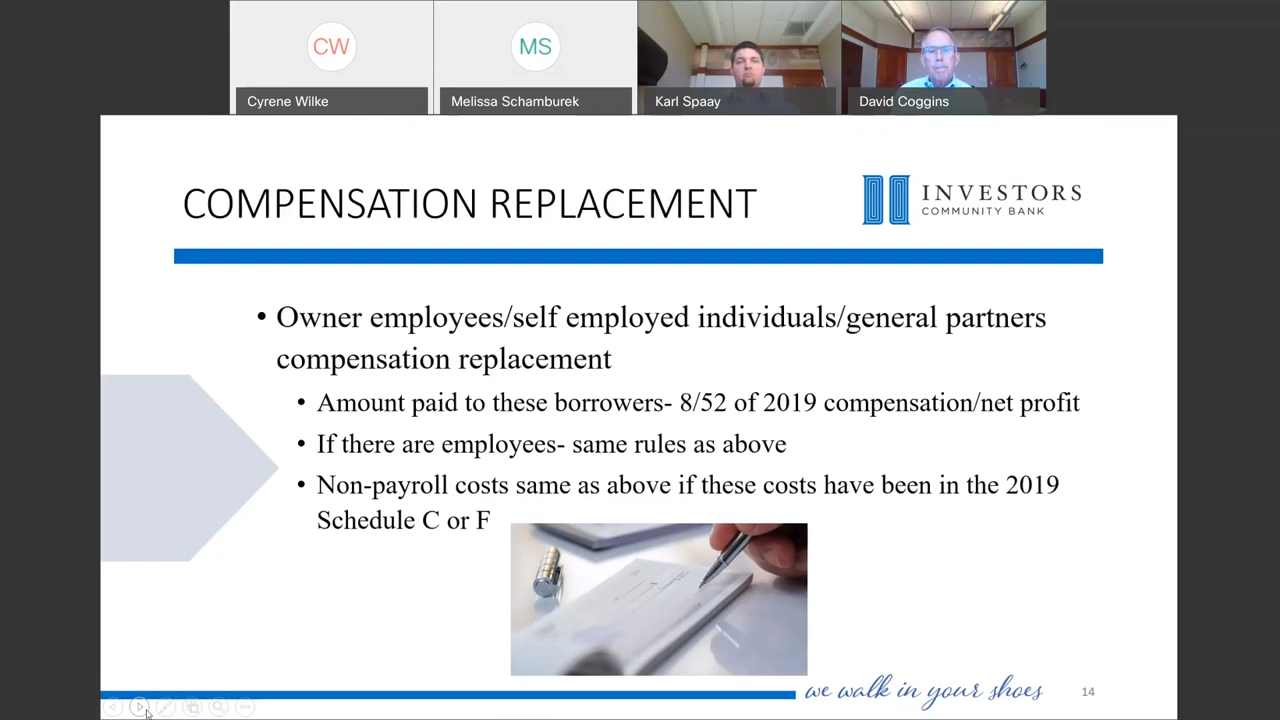 CW
MS
Cyrene Wilke
Melissa Schamburek
Karl Spaay
David Coggins
COMPENSATION REPLACEMENT
INVESTORS
COMMUNITY BANK
• Owner employees/self employed individuals/general partners
compensation replacement
• Amount paid to these borrowers- 8/52 of 2019 compensation/net profit
• If there are employees- same rules as above
• Non-payroll costs same as above if these costs have been in the 2019
Schedule C or F
we walk in your shoes
14